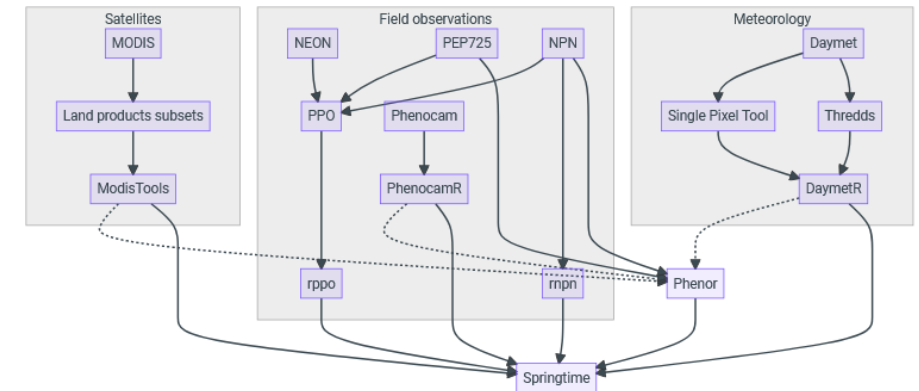 Satellites
Field observations
Meteorology
MODIS
NEON
PEP725
NPN
Daymet
Land products subsets
PPO
Phenocam
Single Pixel Tool
Thredds
ModisTools
PhenocamR
DaymetR
rppo
rnpn
Phenor
Springtime